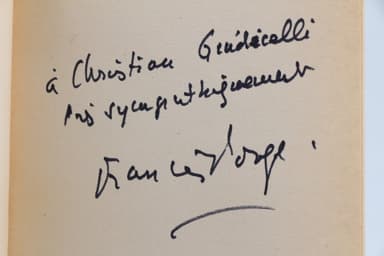 à Christian Giudicelli
très sympathiquement
Francis Ponge.